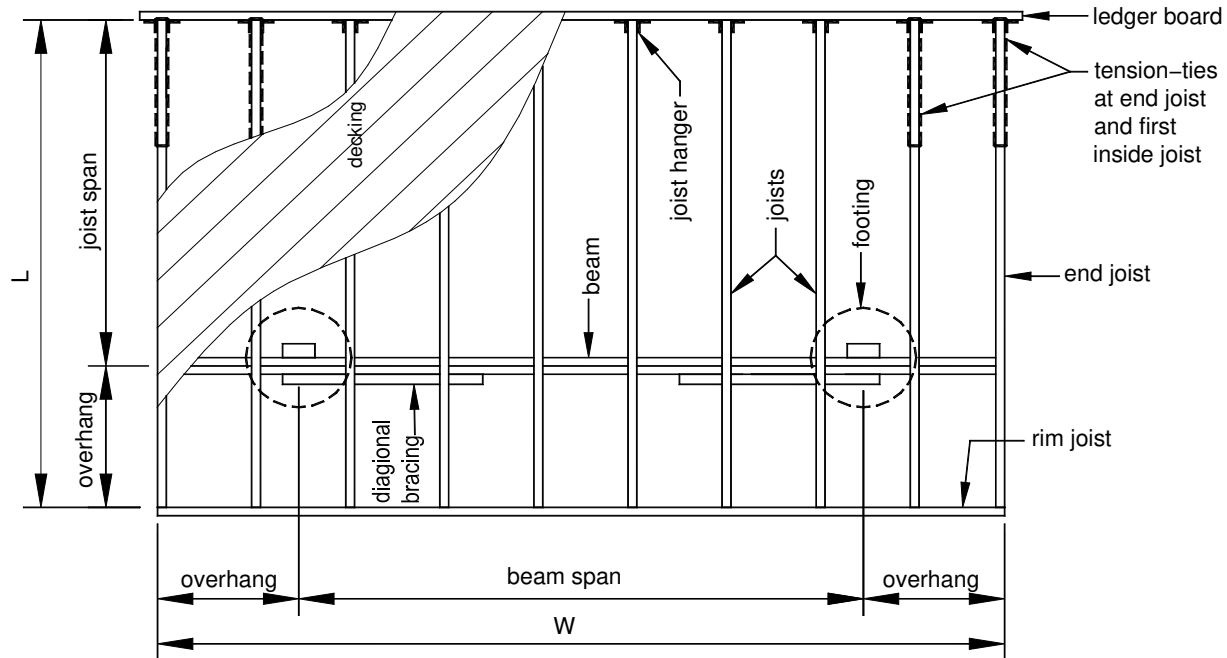 ledger board
tension–ties
at end joist
and first
inside joist
decking
joist hanger
joists
footing
joist span
L
beam
end joist
overhang
diagional
bracing
rim joist
overhang
beam span
overhang
W